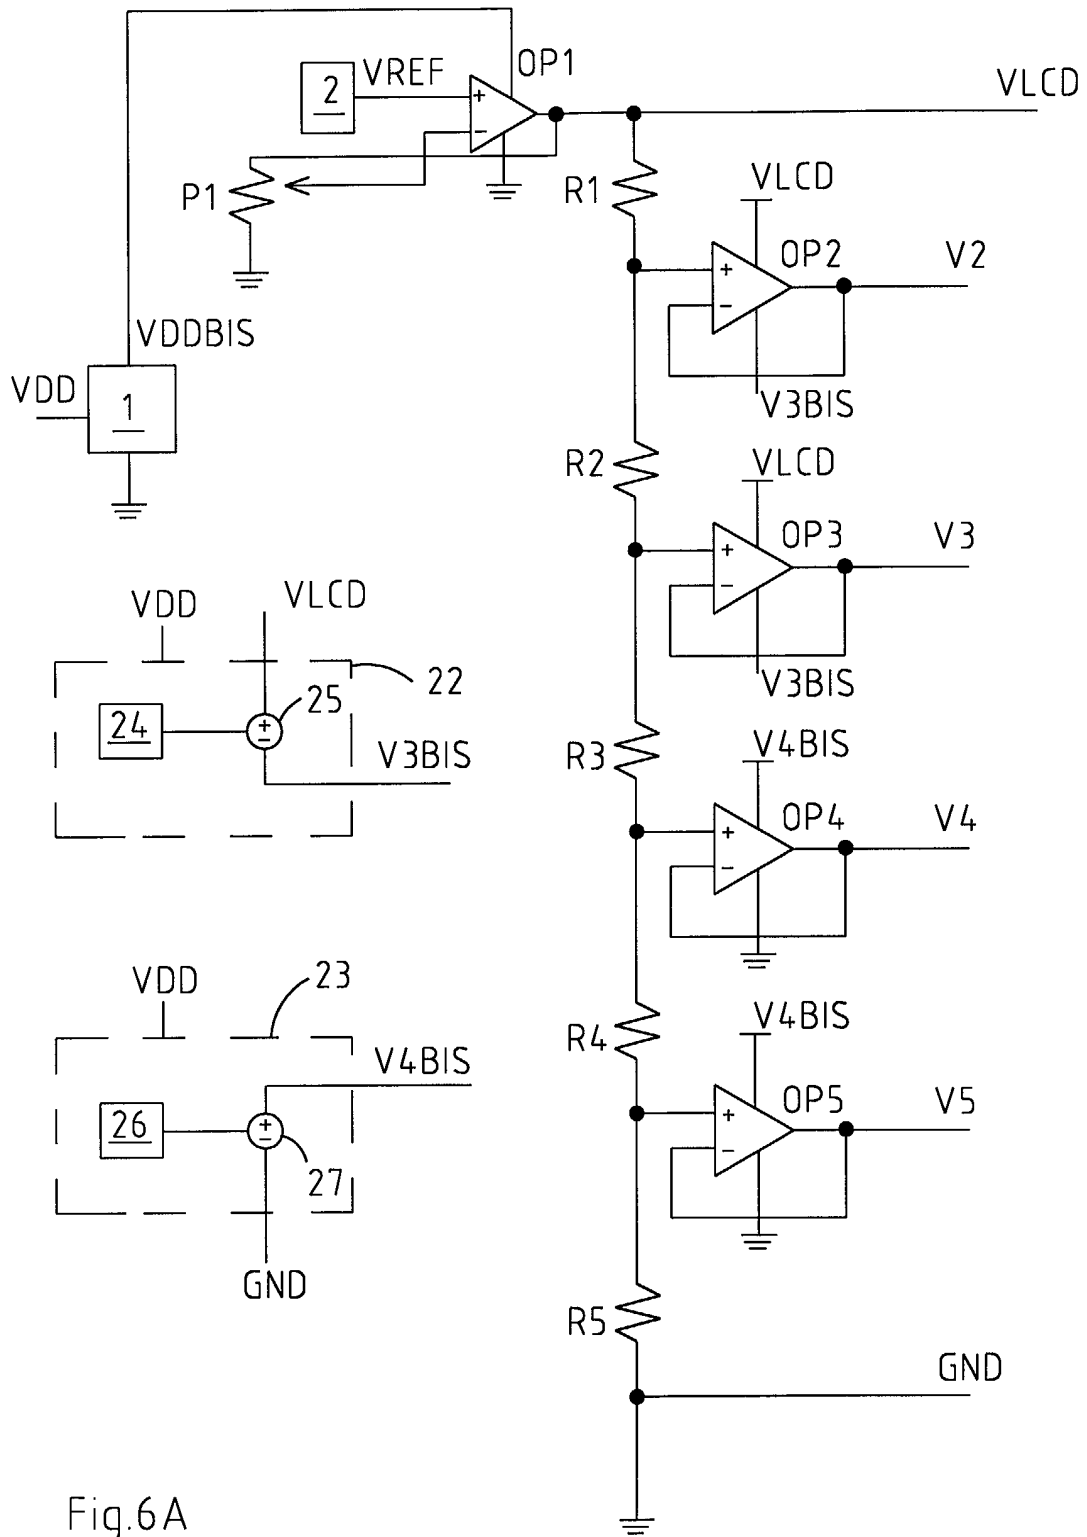 OP1
VREF
2
+
−
VLCD
P1
R1
VLCD
OP2
V2
+
−
VDDBIS
VDD
1
V3BIS
R2
VLCD
OP3
V3
+
−
V3BIS
VDD
VLCD
22
24
25
+
−
V3BIS
R3
V4BIS
OP4
V4
+
−
VDD
23
V4BIS
26
+
−
27
GND
R4
V4BIS
OP5
V5
+
−
R5
GND
Fig.6A